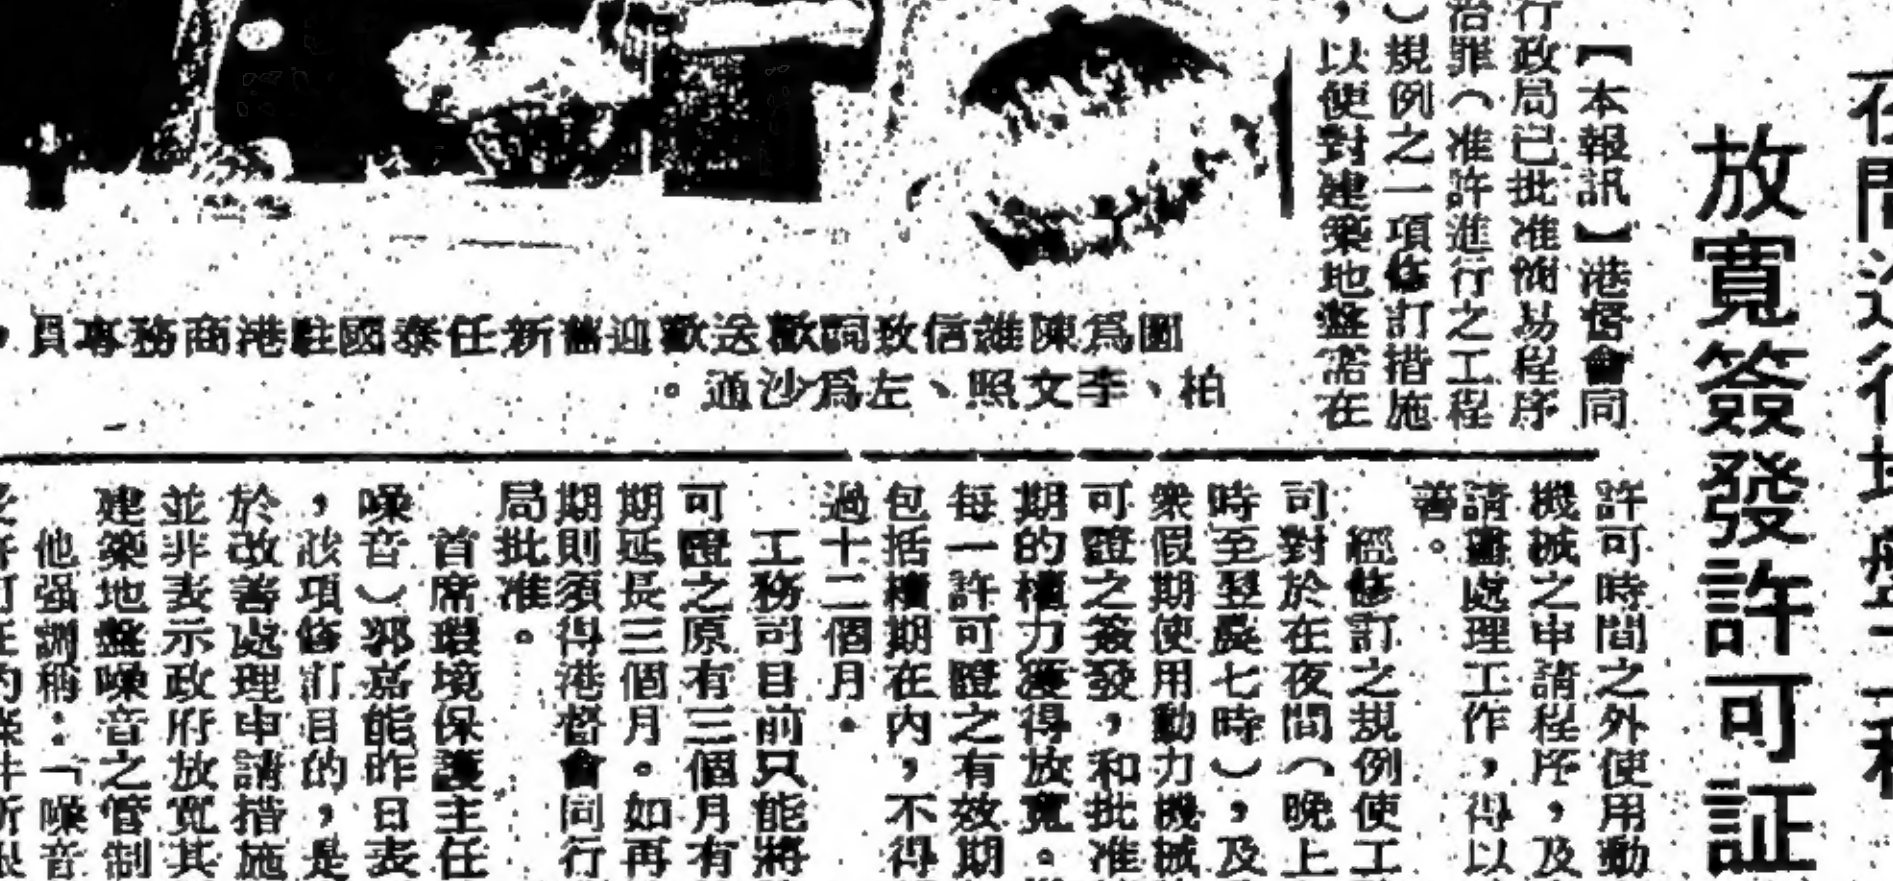 放寬簽發許可証
【本報訊】港督會同
行政局已批准簡易程序
治罪（准許進行之工程
）規例之一項修訂措施
，以便對建築地盤需在
許可時間之外使用動
機械之申請程序，及
請書處理工作，得以
善。
經修訂之規例使工
司對於在夜間（晚上
時至翌晨七時），及
衆假期使用動力機械
可證之簽發，和批准
期的權力獲得放寬。
每一許可證之有效期
包括續期在内，不得
過十二個月。
工務司目前只能將
可證之原有三個月有
期延長三個月。如再
期則須得港督會同行
局批准。
首席環境保護主任
噪音）郭嘉能昨日表
，該項修訂目的，是
於改善處理申請措施
並非表示政府放寬其
建築地盤噪音之管制
他强調稱：「噪音
圖爲陳維信致詞歡送歡迎舊新任泰國駐港商務專員，
柏、李文照、左爲沙通。